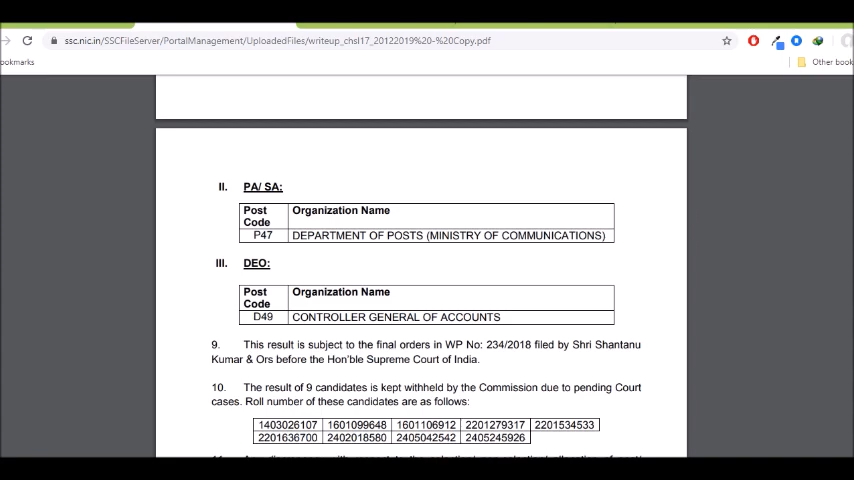 ssc.nic.in/SSCFileServer/PortalManagement/UploadedFiles/writeup_chsl17_20122019%20-%20Copy.pdf
ookmarks
Other book
II. PA/ SA:
Post Code Organization Name
P47 DEPARTMENT OF POSTS (MINISTRY OF COMMUNICATIONS)
III. DEO:
Post Code Organization Name
D49 CONTROLLER GENERAL OF ACCOUNTS
9. This result is subject to the final orders in WP No: 234/2018 filed by Shri Shantanu
Kumar & Ors before the Hon'ble Supreme Court of India.
10. The result of 9 candidates is kept withheld by the Commission due to pending Court
cases. Roll number of these candidates are as follows:
1403026107 1601099648 1601106912 2201279317 2201534533
2201636700 2402018580 2405042542 2405245926